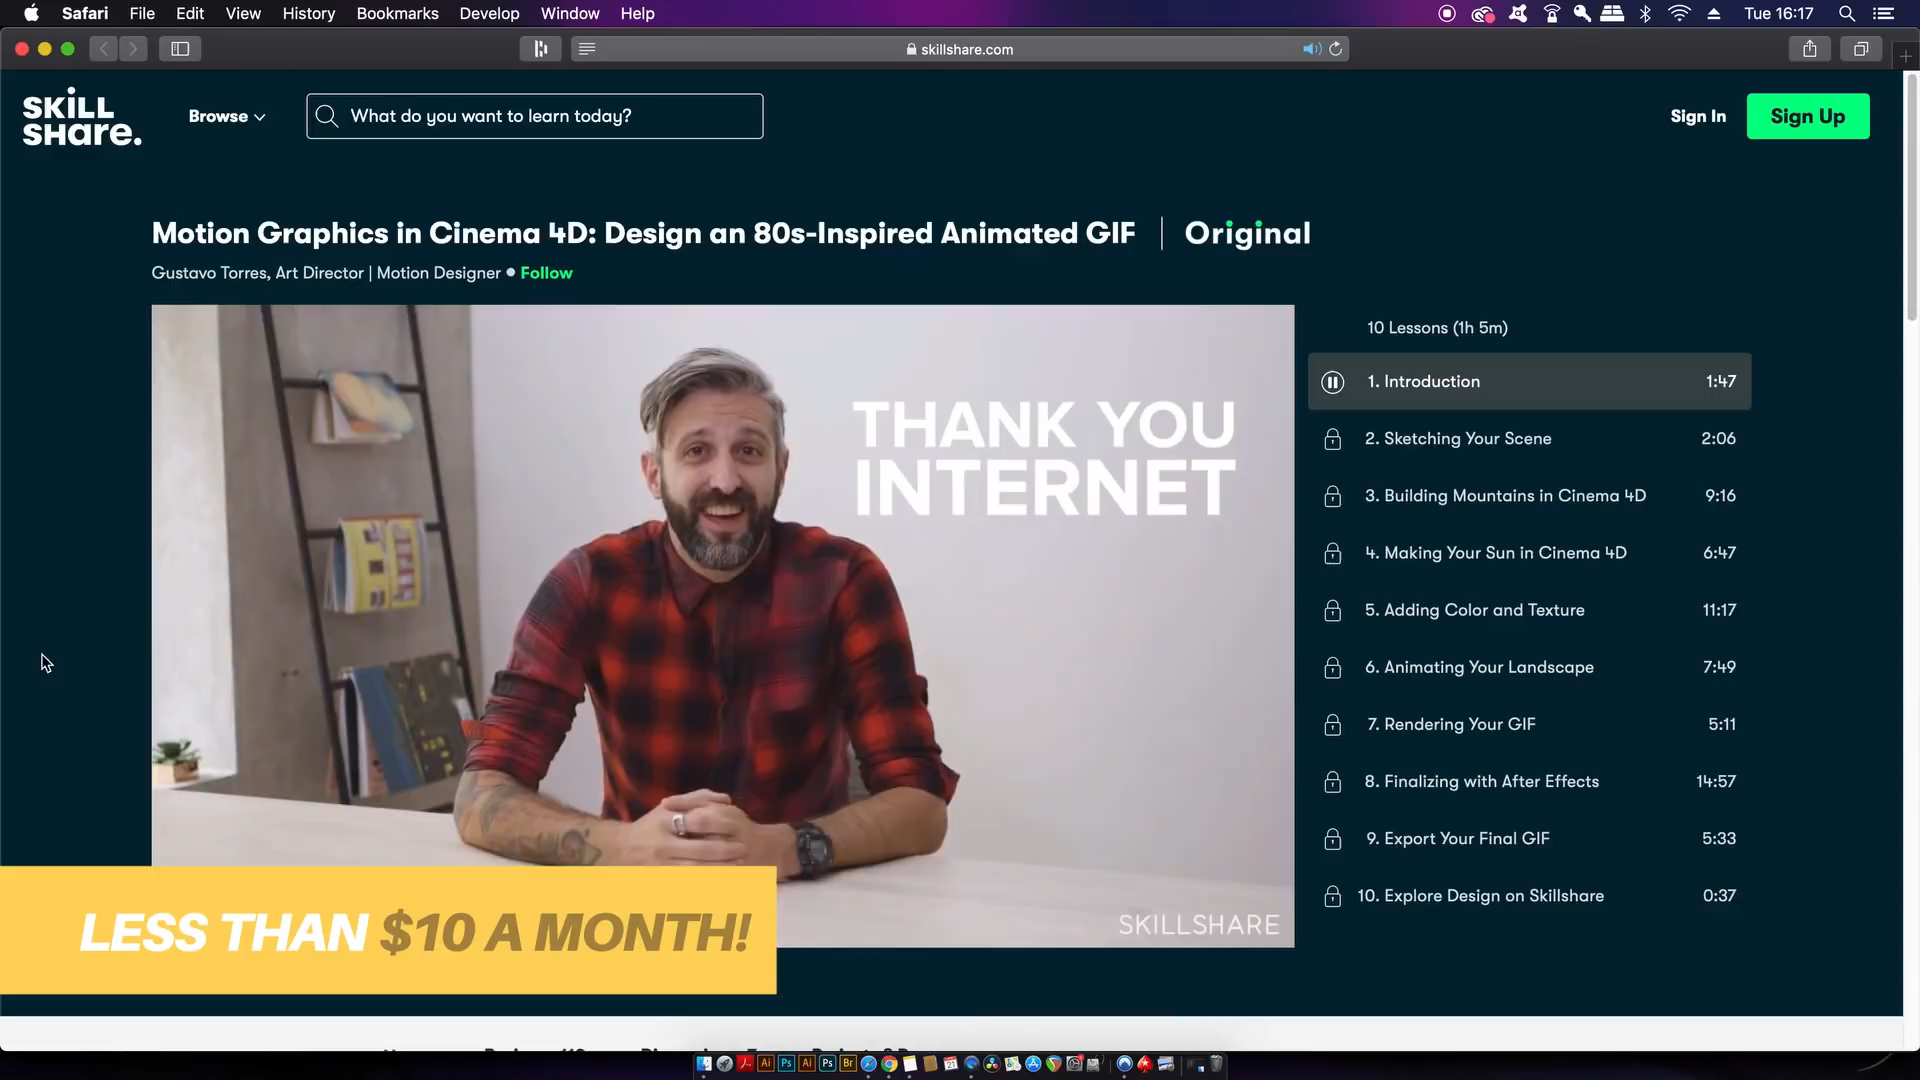 Safari File Edit View History Bookmarks Develop Window Help Tue 16:17
skillshare.com
SKILL
SHARE.
Browse
What do you want to learn today?
Sign In
Sign Up
Motion Graphics in Cinema 4D: Design an 80s-Inspired Animated GIF | Original
Gustavo Torres, Art Director | Motion Designer • Follow
THANK YOU
INTERNET
SKILLSHARE
10 Lessons (1h 5m)
1. Introduction 1:47
2. Sketching Your Scene 2:06
3. Building Mountains in Cinema 4D 9:16
4. Making Your Sun in Cinema 4D 6:47
5. Adding Color and Texture 11:17
6. Animating Your Landscape 7:49
7. Rendering Your GIF 5:11
8. Finalizing with After Effects 14:57
9. Export Your Final GIF 5:33
10. Explore Design on Skillshare 0:37
LESS THAN $10 A MONTH!
Ai Ps Ai Ps Br